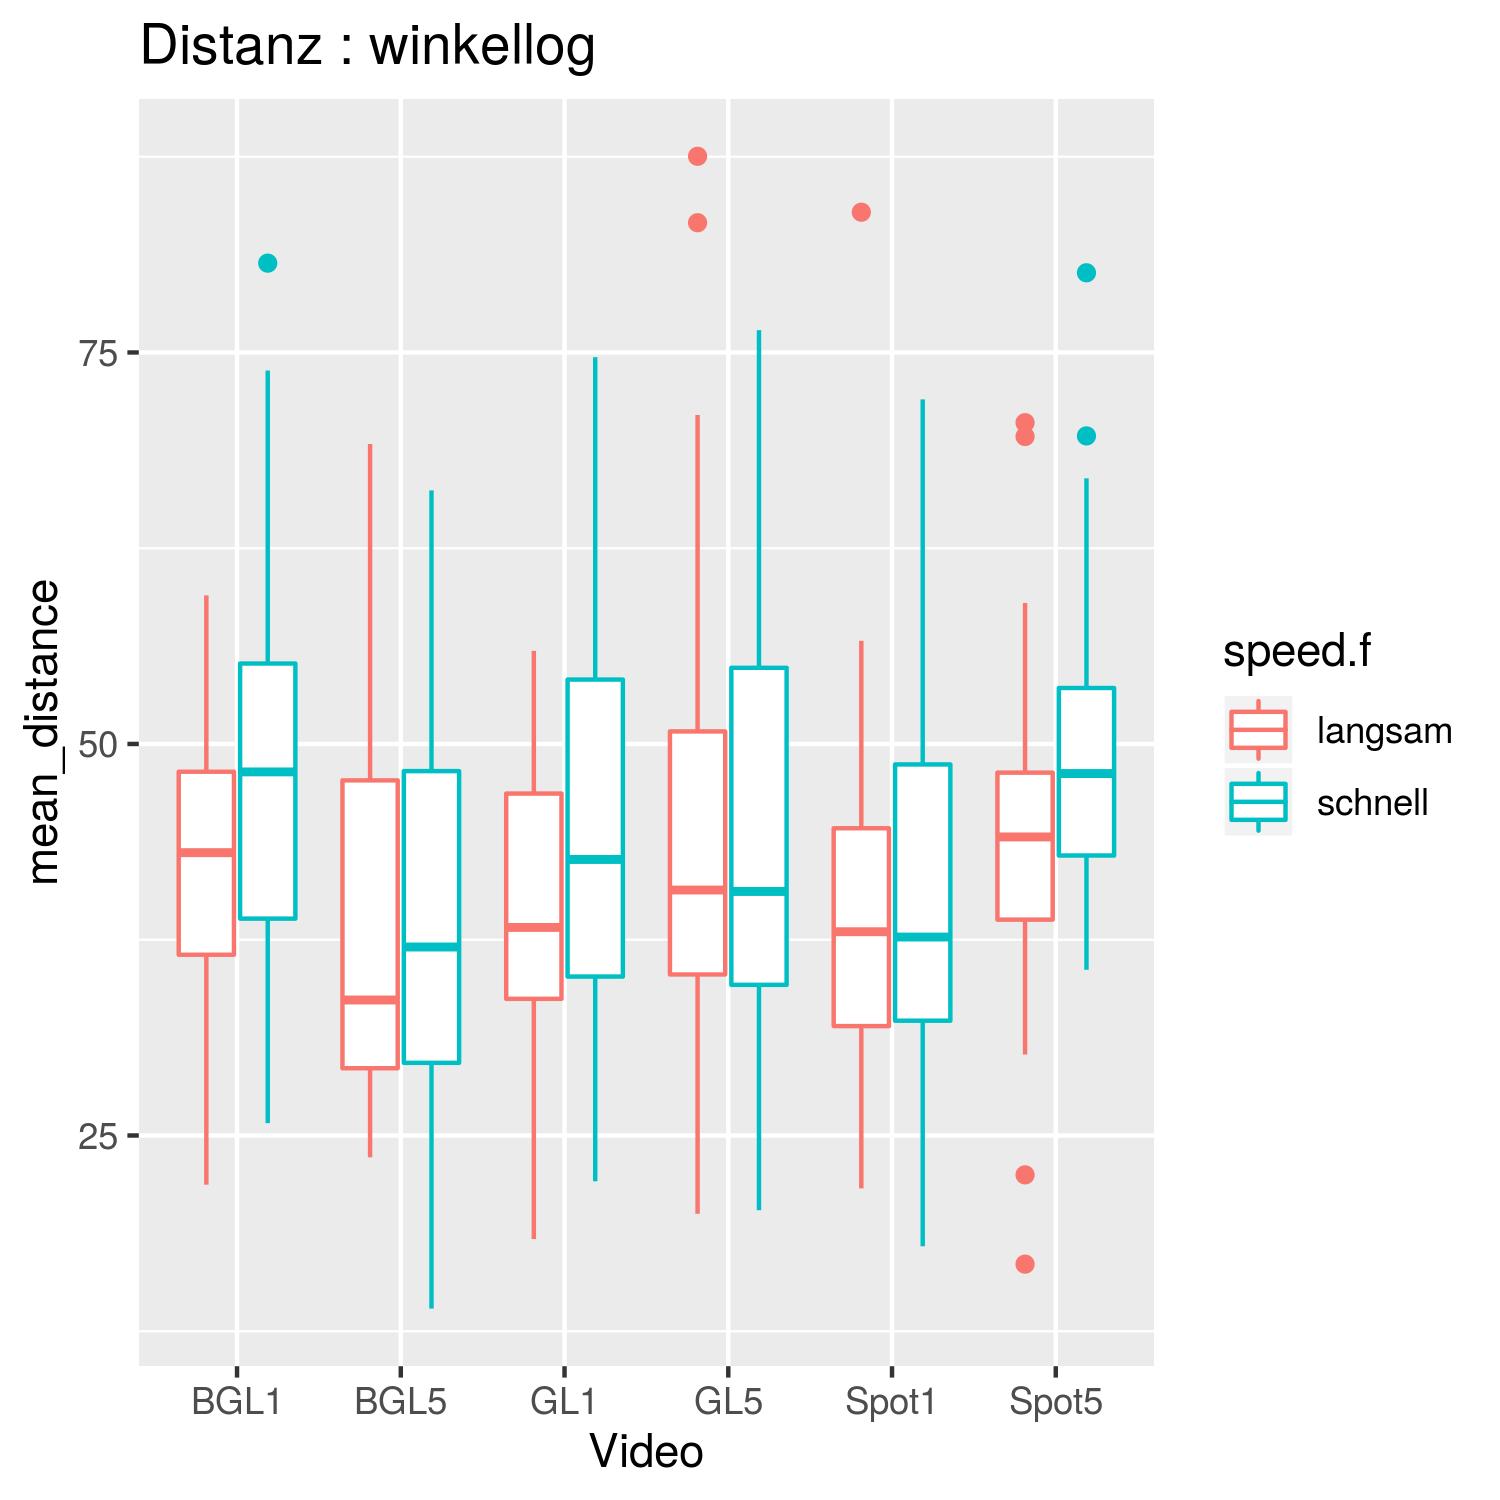 Distanz : winkellog
mean_distance
75
50
25
BGL1 BGL5 GL1 GL5 Spot1 Spot5
Video
speed.f
langsam
schnell